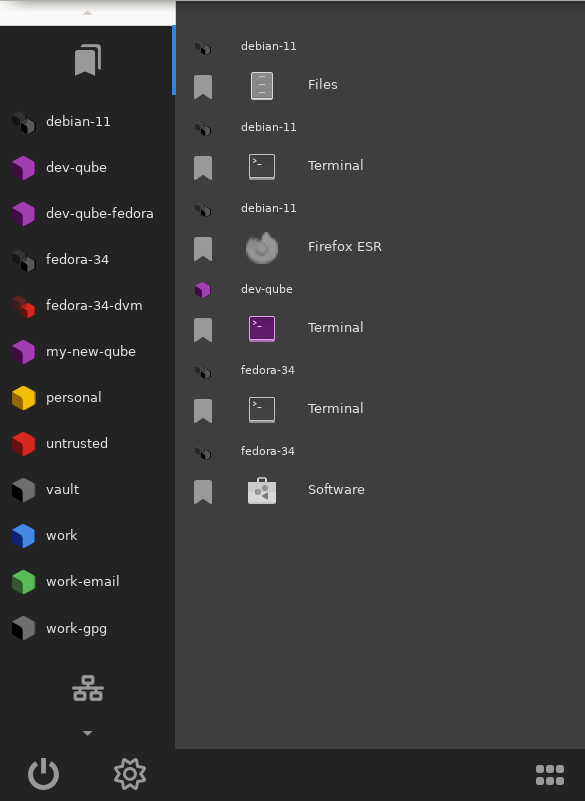 debian-11
dev-qube
dev-qube-fedora
fedora-34
fedora-34-dvm
my-new-qube
personal
untrusted
vault
work
work-email
work-gpg
debian-11
Files
debian-11
>_
Terminal
debian-11
Firefox ESR
dev-qube
>_
Terminal
fedora-34
>_
Terminal
fedora-34
Software